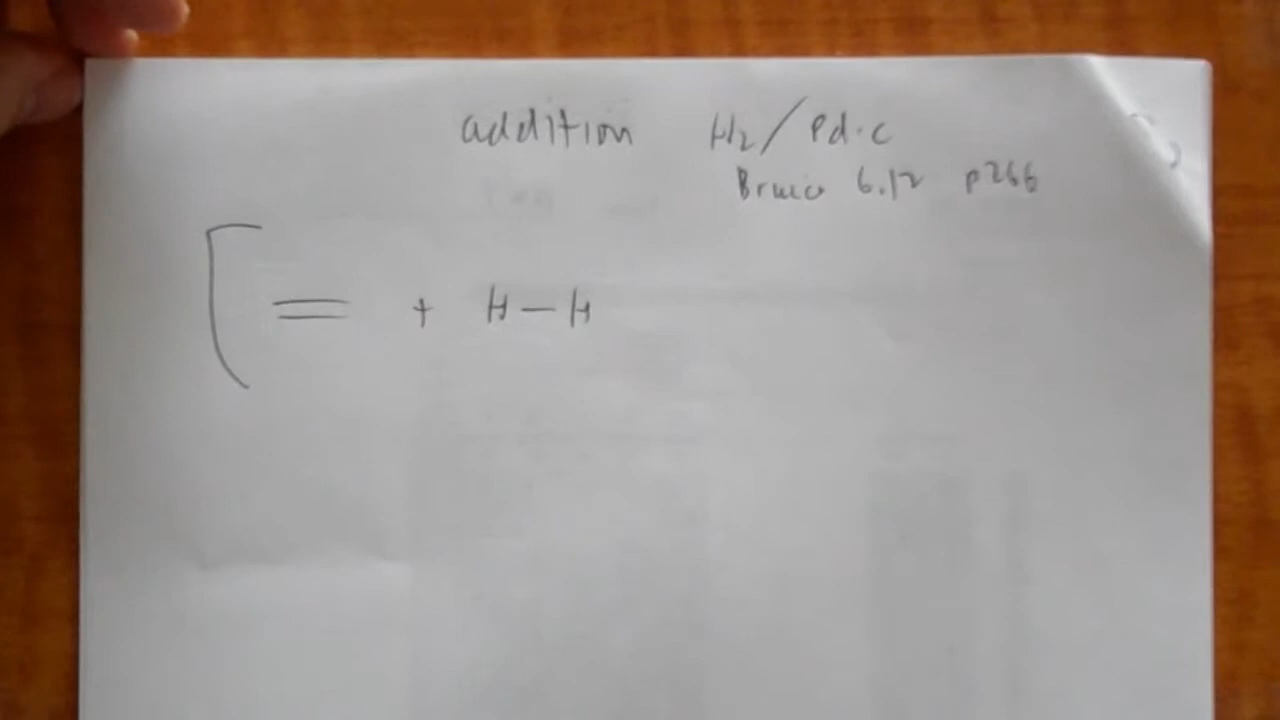 addition H₂/Pd·C
Bruice 6.12 p266
= + H—H